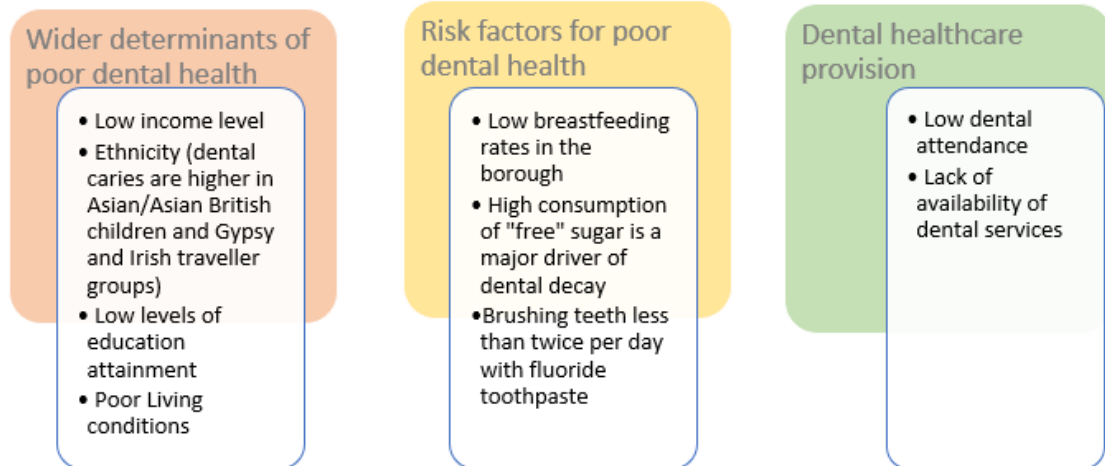 Wider determinants of
poor dental health
• Low income level
• Ethnicity (dental
caries are higher in
Asian/Asian British
children and Gypsy
and Irish traveller
groups)
• Low levels of
education
attainment
• Poor Living
conditions
Risk factors for poor
dental health
• Low breastfeeding
rates in the
borough
• High consumption
of "free" sugar is a
major driver of
dental decay
•Brushing teeth less
than twice per day
with fluoride
toothpaste
Dental healthcare
provision
• Low dental
attendance
• Lack of
availability of
dental services